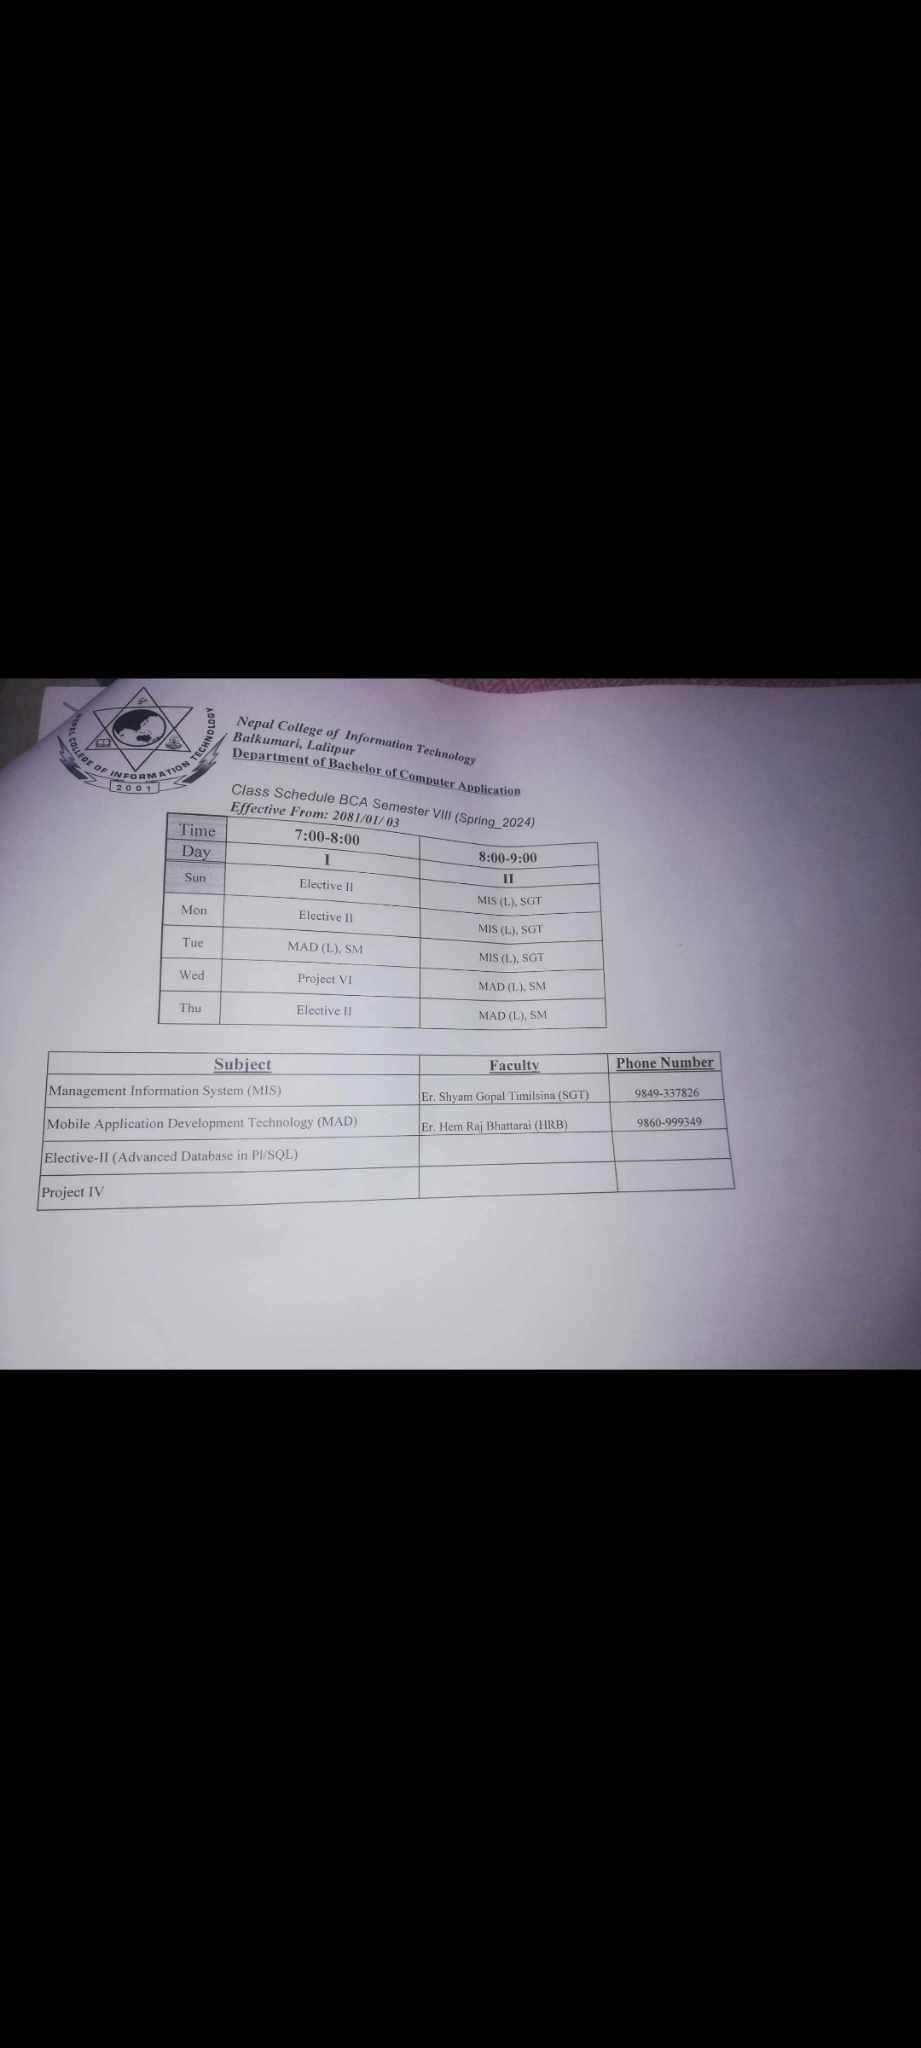 NEPAL COLLEGE OF INFORMATION TECHNOLOGY
2001
Nepal College of Information Technology
Balkumari, Lalitpur
Department of Bachelor of Computer Application
Class Schedule BCA Semester VIII (Spring_2024)
Effective From: 2081/01/ 03
Time 7:00-8:00 8:00-9:00
Day I II
Sun Elective II MIS (L), SGT
Mon Elective II MIS (L), SGT
Tue MAD (L), SM MIS (L), SGT
Wed Project VI MAD (L), SM
Thu Elective II MAD (L), SM
Subject Faculty Phone Number
Management Information System (MIS) Er. Shyam Gopal Timilsina (SGT) 9849-337826
Mobile Application Development Technology (MAD) Er. Hem Raj Bhattarai (HRB) 9860-999349
Elective-II (Advanced Database in Pl/SQL)
Project IV